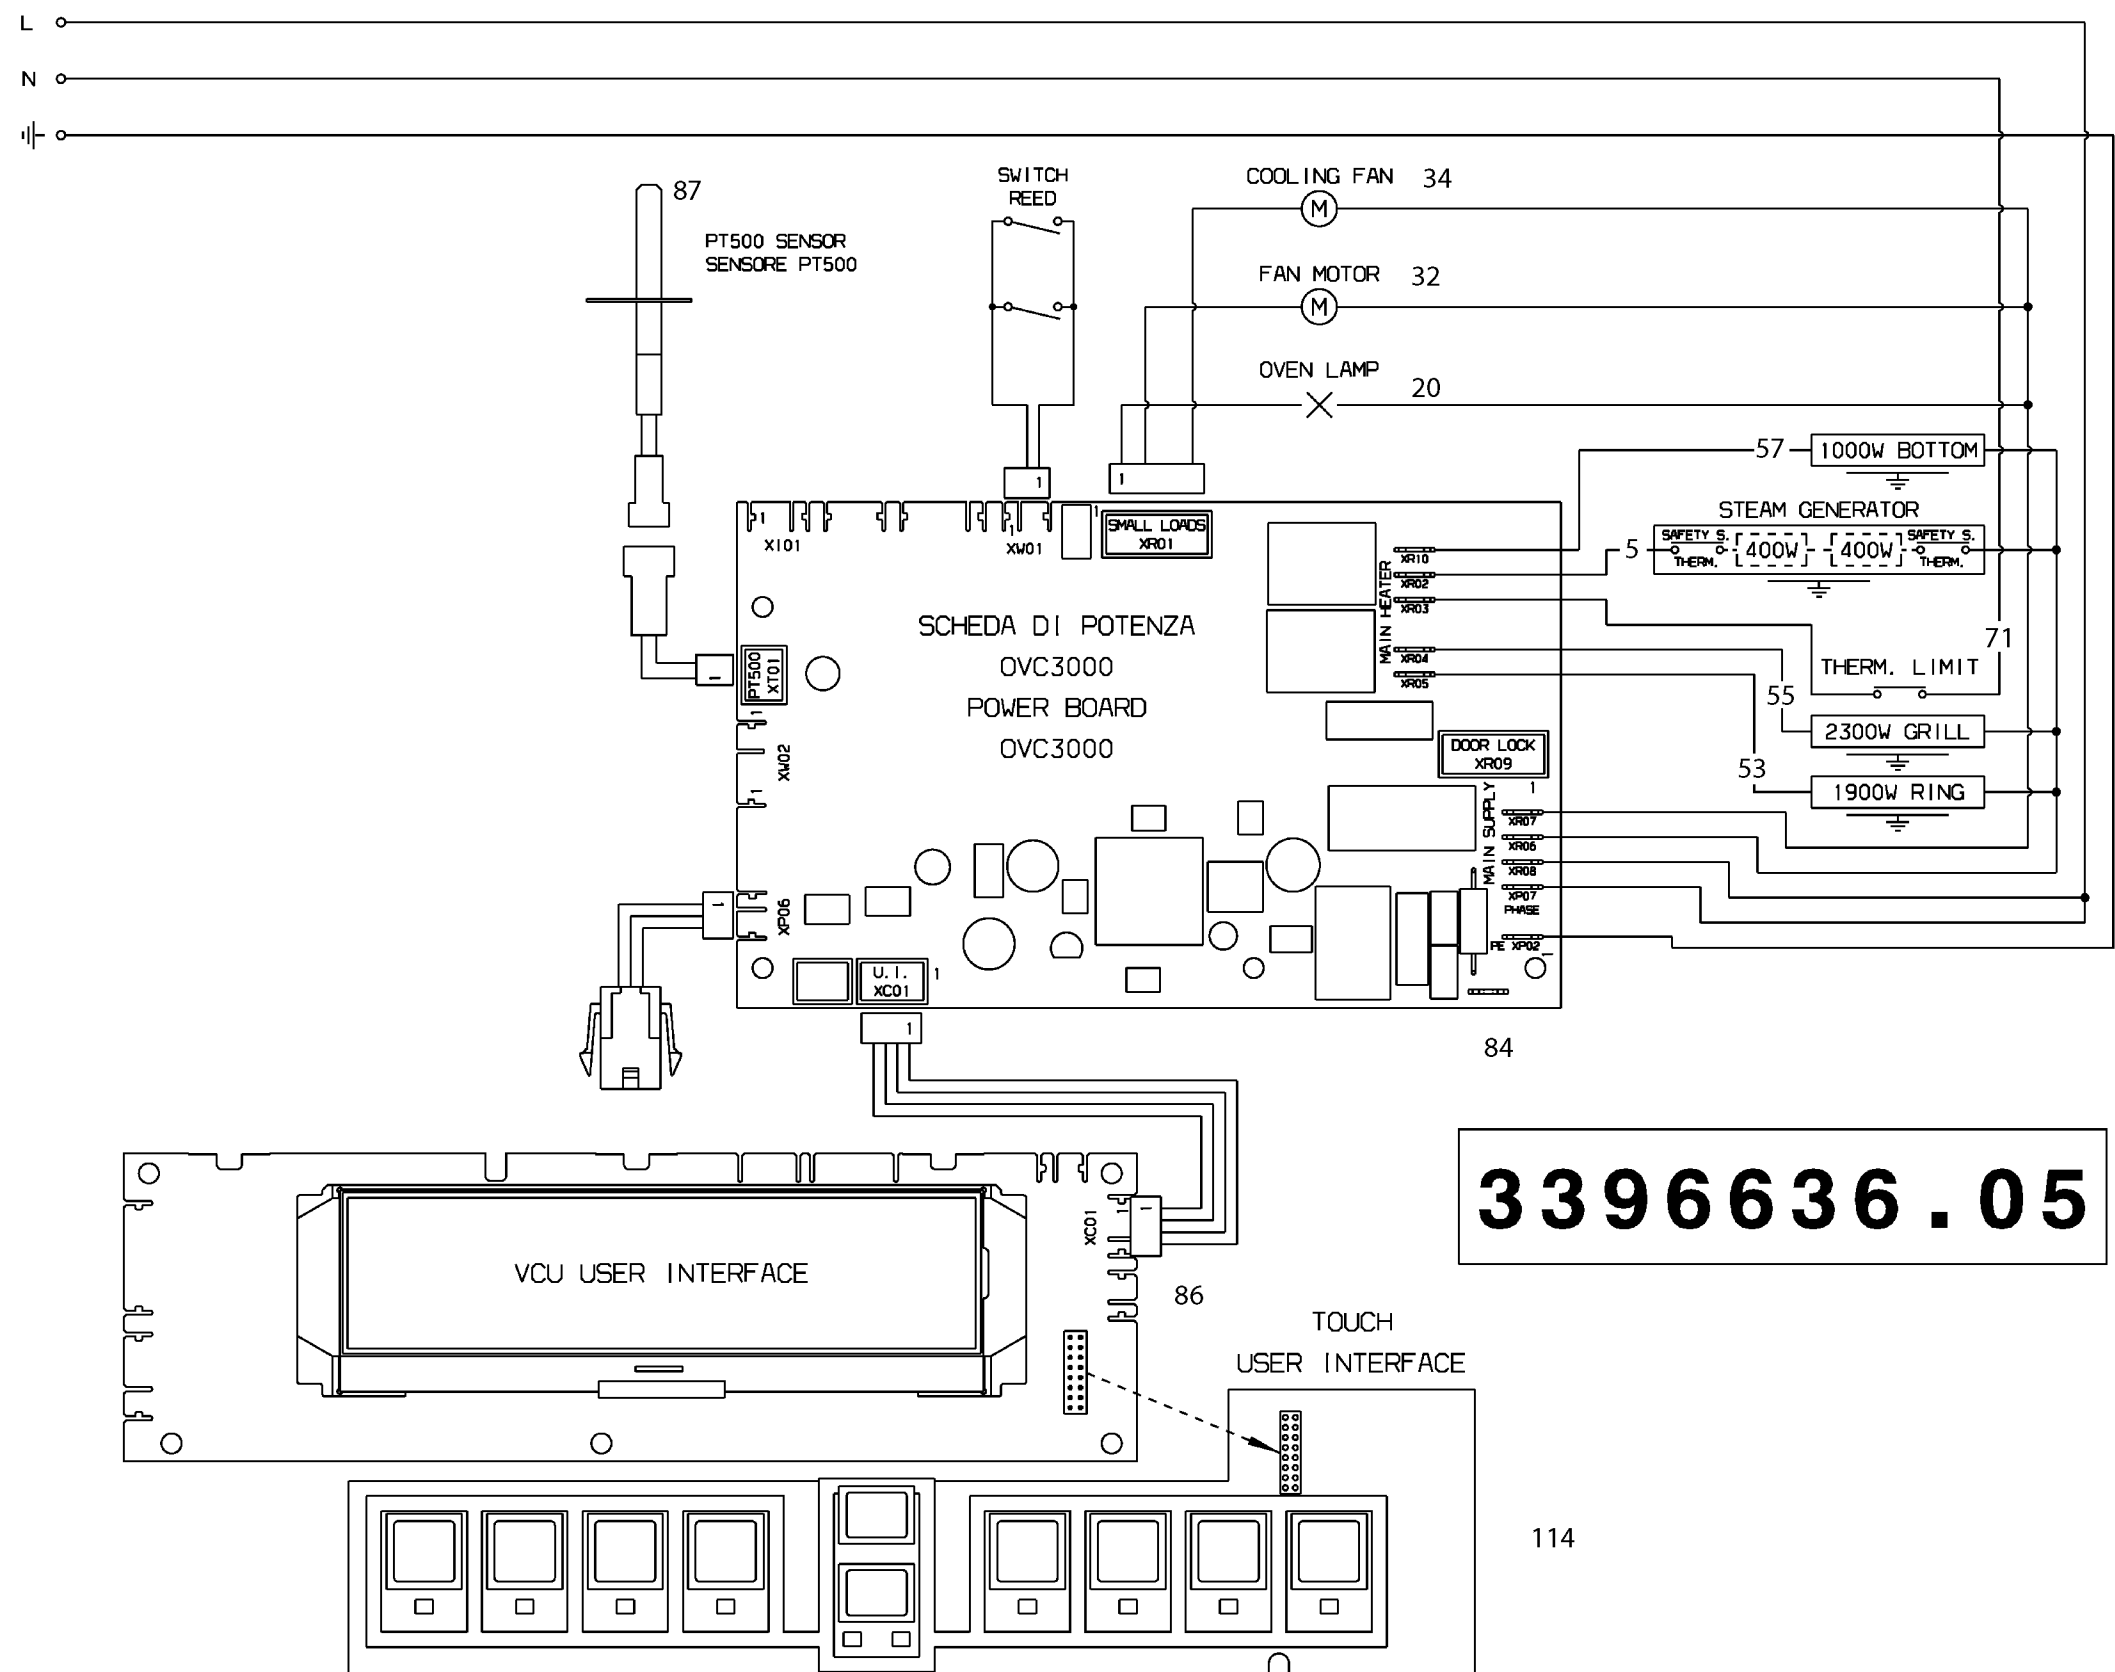 L
N
87
PT500 SENSOR
SENSORE PT500
SWITCH
REED
COOLING FAN 34
M
FAN MOTOR 32
M
OVEN LAMP 20
57 1000W BOTTOM
STEAM GENERATOR
5
SAFETY S.
THERM.
400W
400W
SAFETY S.
THERM.
71
THERM. LIMIT
55
2300W GRILL
53
1900W RING
1
1
1
XI01
1
XW01
1
SMALL LOADS
XR01
MAIN HEATER
XR10
XR02
XR03
XR04
XR05
SCHEDA DI POTENZA
OVC3000
POWER BOARD
OVC3000
1
PT500
XT01
1
XW02
1
DOOR LOCK
XR09
1
MAIN SUPPLY
XR07
XR06
XR08
XP07
PHASE
PE XP02
1
1
XP06
U.I.
XC01
1
1
84
3396636.05
VCU USER INTERFACE
XC01
1
1
86
TOUCH
USER INTERFACE
114